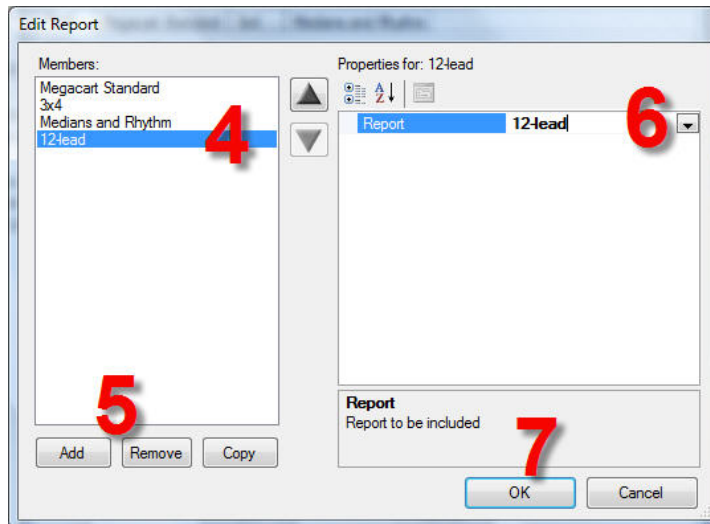 Edit Report
Members:
Megacart Standard
3x4
Medians and Rhythm
12-lead
4
5
Add Remove Copy
Properties for: 12-lead
A
Z
6
Report 12-lead
Report
Report to be included
7
OK Cancel